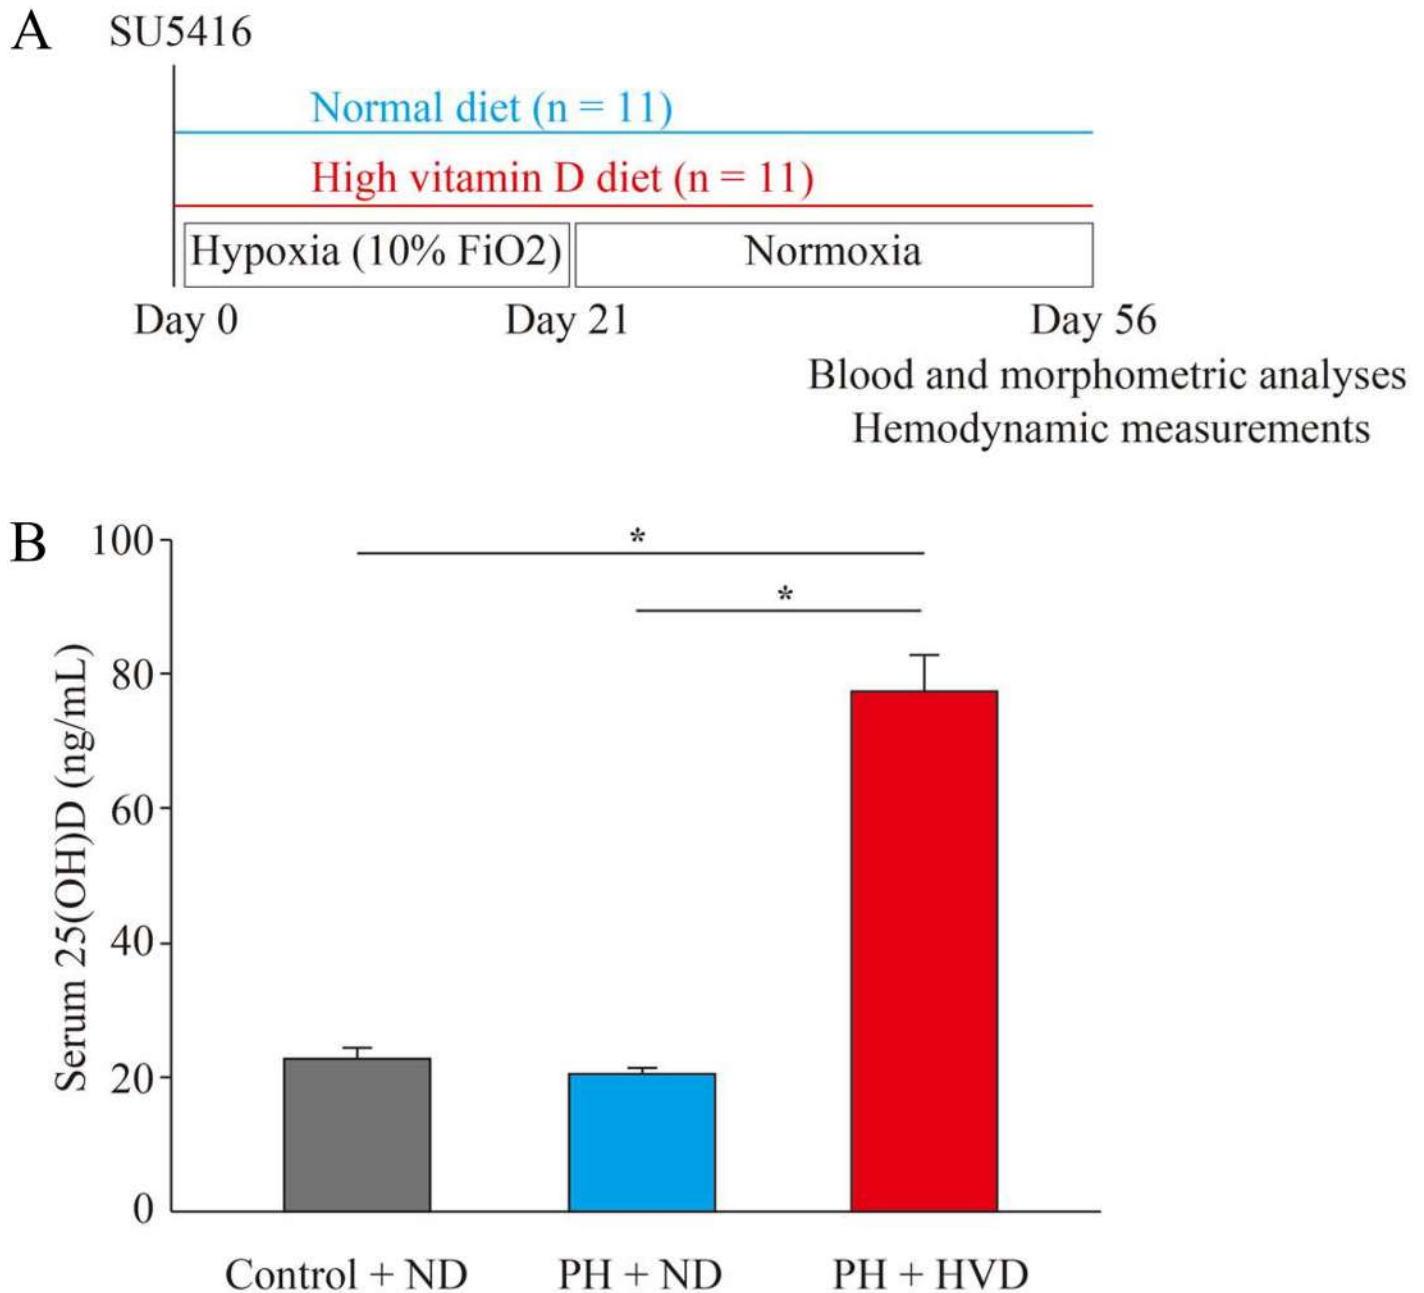 A
SU5416
Normal diet (n = 11)
High vitamin D diet (n = 11)
Hypoxia (10% FiO2)
Normoxia
Day 0
Day 21
Day 56
Blood and morphometric analyses
Hemodynamic measurements
B
Serum 25(OH)D (ng/mL)
100
80
60
40
20
0
*
*
Control + ND
PH + ND
PH + HVD